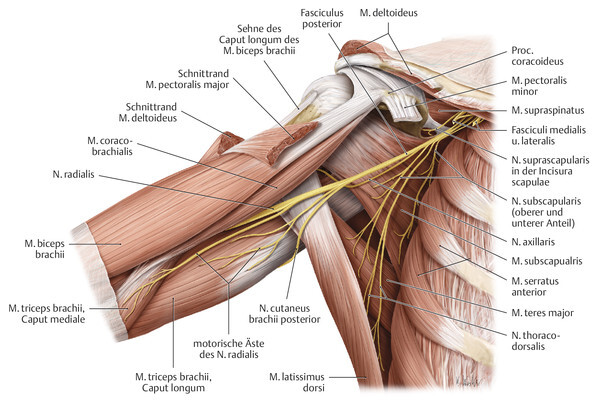 Fasciculus
posterior
M. deltoideus
Sehne des
Caput longum des
M. biceps brachii
Schnittrand
M. pectoralis major
Schnittrand
M. deltoideus
M. coraco-
brachialis
N. radialis
M. biceps
brachii
M. triceps brachii,
Caput mediale
motorische Äste
des N. radialis
M. triceps brachii,
Caput longum
N. cutaneus
brachii posterior
M. latissimus
dorsi
Proc.
coracoideus
M. pectoralis
minor
M. supraspinatus
Fasciculi medialis
u. lateralis
N. suprascapularis
in der Incisura
scapulae
N. subscapularis
(oberer und
unterer Anteil)
N. axillaris
M. subscapualris
M. serratus
anterior
M. teres major
N. thoraco-
dorsalis